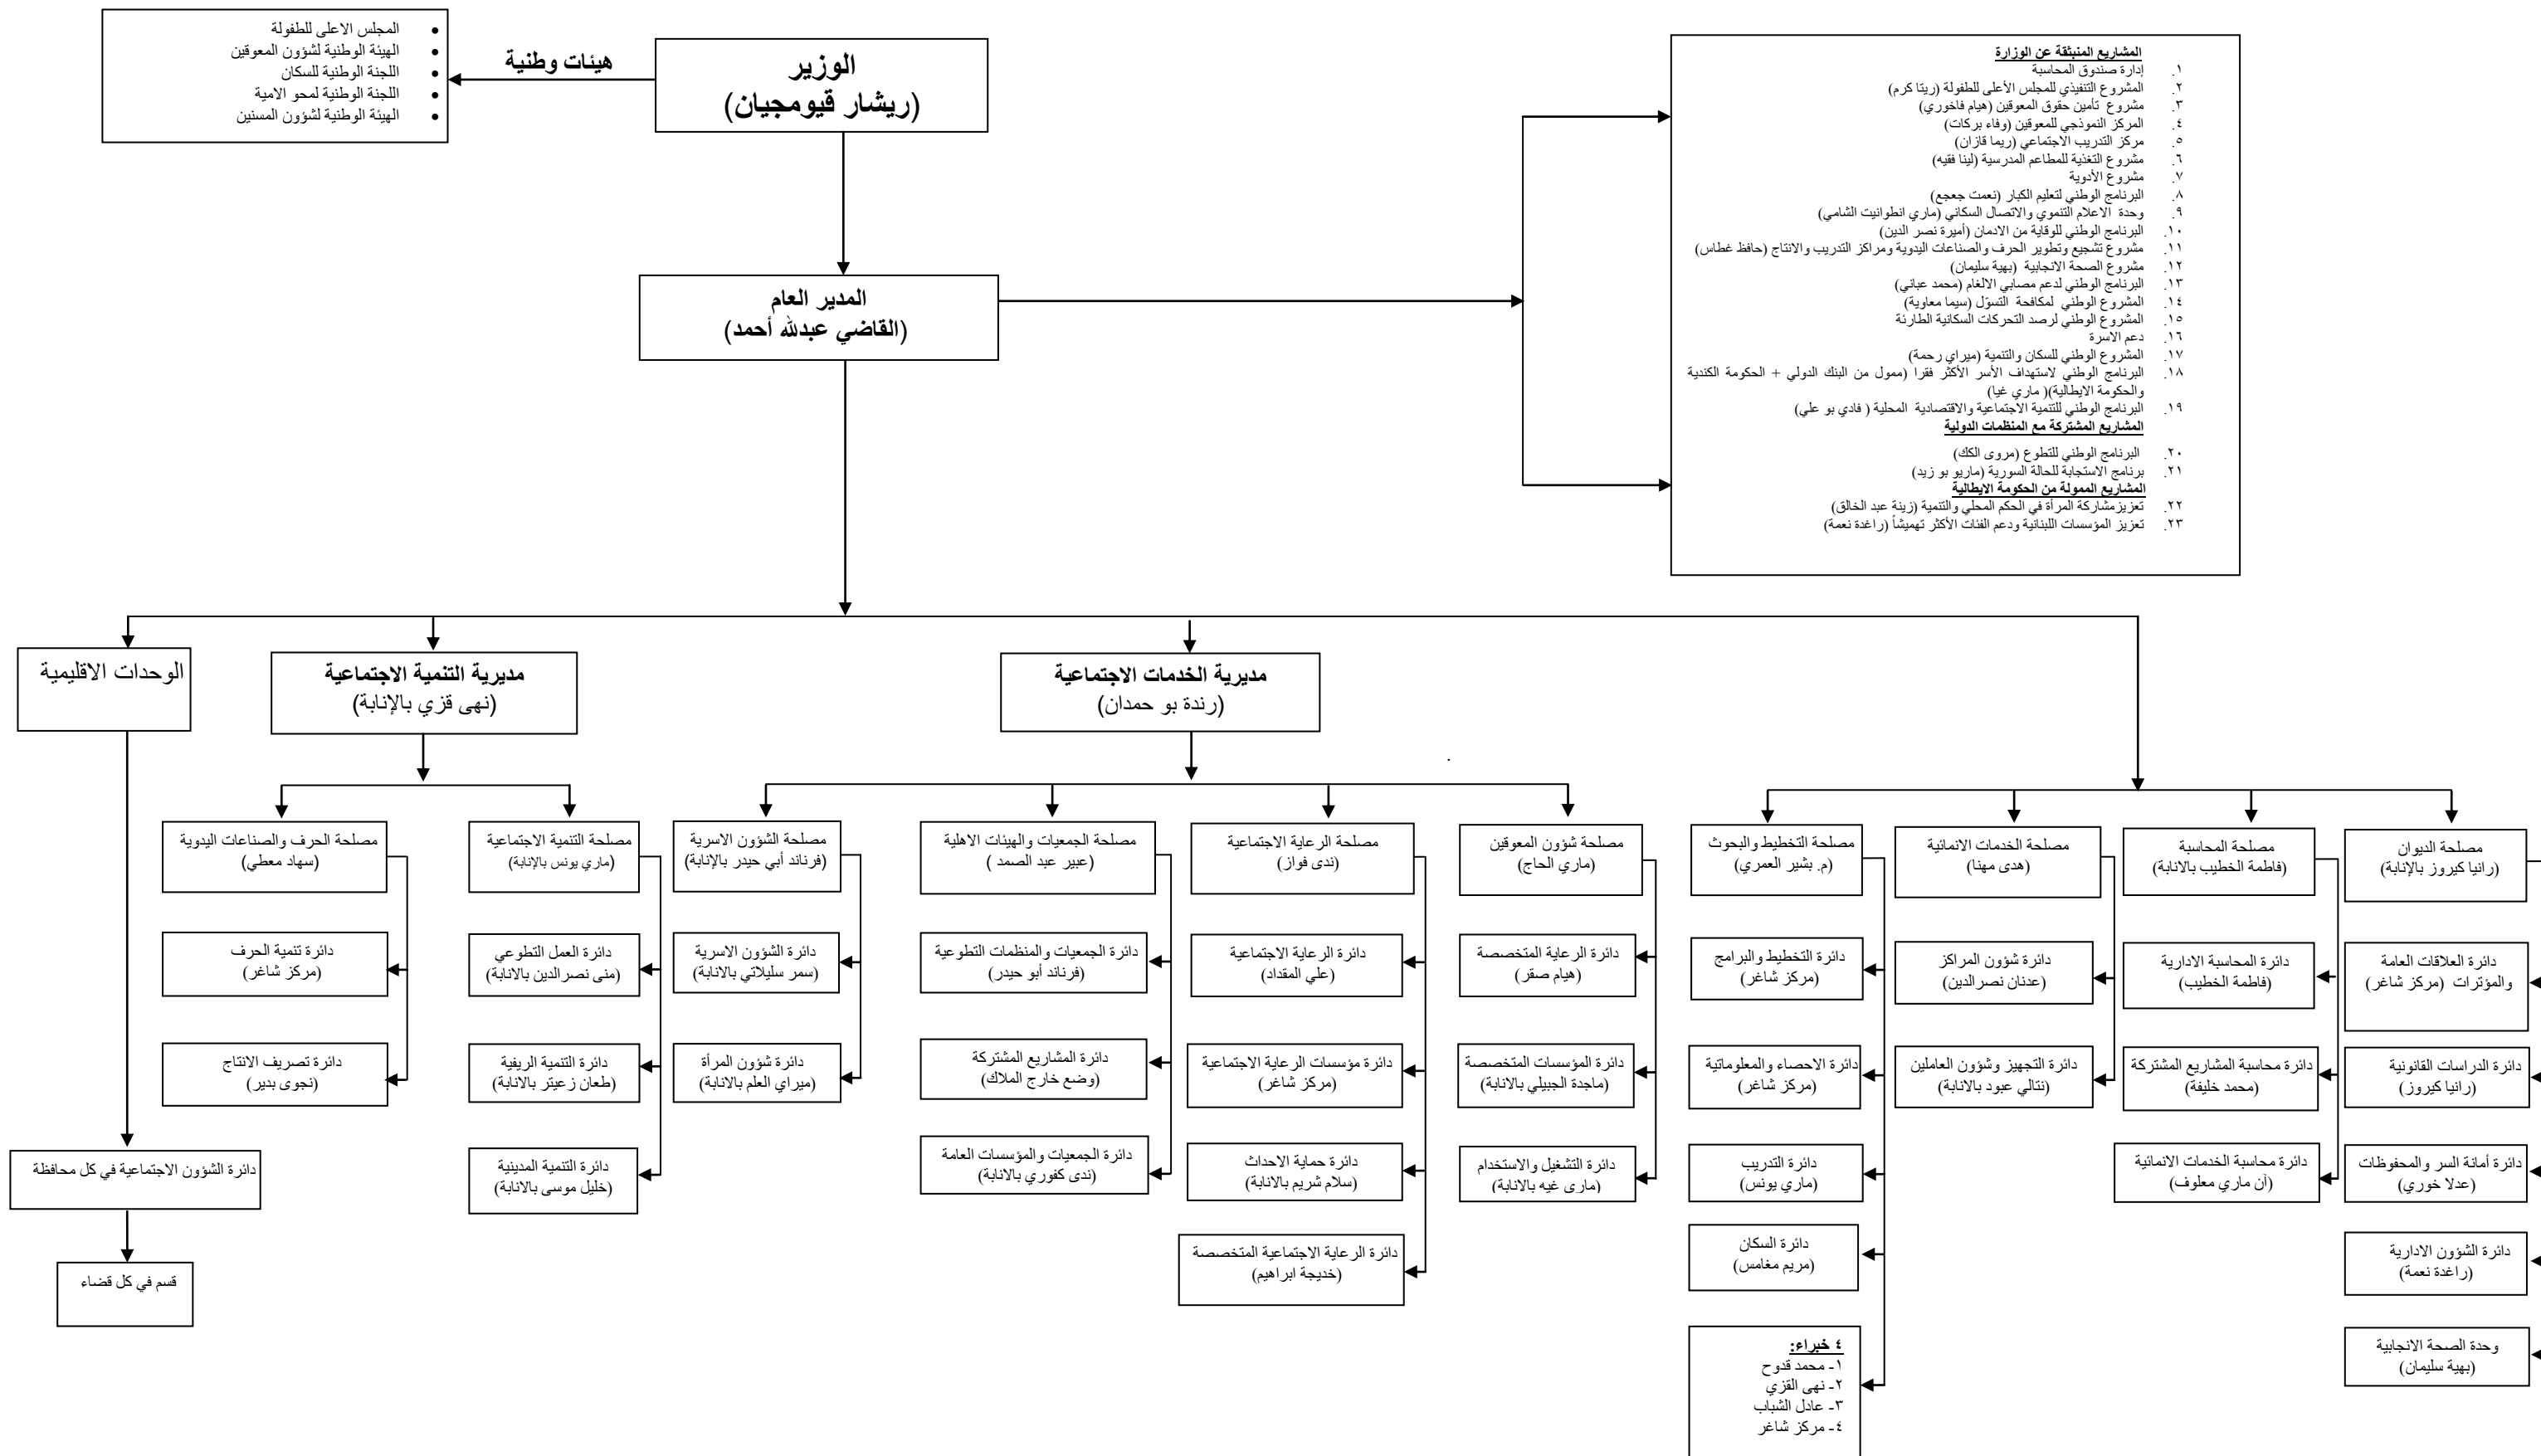 المجلس الاعلى للطفولة
الهيئة الوطنية لشؤون المعوقين
اللجنة الوطنية للسكان
اللجنة الوطنية لمحو الامية
الهيئة الوطنية لشؤون المسنين
هيئات وطنية
الوزير
(ريشار قيومجيان)
المشاريع المنبثقة عن الوزارة
١. إدارة صندوق المحاسبة
٢. المشروع التنفيذي للمجلس الأعلى للطفولة (ريتا كرم)
٣. مشروع تأمين حقوق المعوقين (هيام فاخوري)
٤. المركز النموذجي للمعوقين (وفاء بركات)
٥. مركز التدريب الاجتماعي (ريما قازان)
٦. مشروع التغذية للمطاعم المدرسية (لينا فقيه)
٧. مشروع الأدوية
٨. البرنامج الوطني لتعليم الكبار (نعمت جعجع)
٩. وحدة الاعلام التنموي والاتصال السكاني (ماري انطوانيت الشامي)
١٠. البرنامج الوطني للوقاية من الادمان (أميرة نصر الدين)
١١. مشروع تشجيع وتطوير الحرف والصناعات اليدوية ومراكز التدريب والانتاج (حافظ غطاس)
١٢. مشروع الصحة الانجابية (بهية سليمان)
١٣. البرنامج الوطني لدعم مصابي الالغام (محمد عباني)
١٤. المشروع الوطني لمكافحة التسوّل (سيما معاوية)
١٥. المشروع الوطني لرصد التحركات السكانية الطارئة
١٦. دعم الاسرة
١٧. المشروع الوطني للسكان والتنمية (ميراي رحمة)
١٨. البرنامج الوطني لاستهداف الأسر الأكثر فقرا (ممول من البنك الدولي + الحكومة الكندية
والحكومة الايطالية)( ماري غيا)
١٩. البرنامج الوطني للتنمية الاجتماعية والاقتصادية المحلية ( فادي بو علي)
المشاريع المشتركة مع المنظمات الدولية
٢٠. البرنامج الوطني للتطوع (مروى الكك)
٢١. برنامج الاستجابة للحالة السورية (ماريو بو زيد)
المشاريع الممولة من الحكومة الايطالية
٢٢. تعزيزمشاركة المرأة في الحكم المحلي والتنمية (زينة عبد الخالق)
٢٣. تعزيز المؤسسات اللبنانية ودعم الفئات الأكثر تهميشاً (راغدة نعمة)
المدير العام
(القاضي عبدالله أحمد)
مديرية الخدمات الاجتماعية
(رندة بو حمدان)
مديرية التنمية الاجتماعية
(نهى قزي بالإنابة)
الوحدات الاقليمية
مصلحة الديوان
(رانيا كيروز بالإنابة)
دائرة العلاقات العامة
والمؤترات (مركز شاغر)
دائرة الدراسات القانونية
(رانيا كيروز)
دائرة أمانة السر والمحفوظات
(عدلا خوري)
دائرة الشؤون الادارية
(راغدة نعمة)
وحدة الصحة الانجابية
(بهية سليمان)
مصلحة المحاسبة
(فاطمة الخطيب بالانابة)
دائرة المحاسبة الادارية
(فاطمة الخطيب)
دائرة محاسبة المشاريع المشتركة
(محمد خليفة)
دائرة محاسبة الخدمات الانمائية
(آن ماري معلوف)
مصلحة الخدمات الانمائية
(هدى مهنا)
دائرة شؤون المراكز
(عدنان نصرالدين)
دائرة التجهيز وشؤون العاملين
(نتالي عبود بالانابة)
مصلحة التخطيط والبحوث
(م. بشير العمري)
دائرة التخطيط والبرامج
(مركز شاغر)
دائرة الاحصاء والمعلوماتية
(مركز شاغر)
دائرة التدريب
(ماري يونس)
دائرة السكان
(مريم مغامس)
٤ خبراء:
١- محمد قدوح
٢- نهى القزي
٣- عادل الشباب
٤- مركز شاغر
مصلحة شؤون المعوقين
(ماري الحاج)
دائرة الرعاية المتخصصة
(هيام صقر)
دائرة المؤسسات المتخصصة
(ماجدة الجبيلي بالانابة)
دائرة التشغيل والاستخدام
(ماري غيه بالانابة)
مصلحة الرعاية الاجتماعية
(ندى فواز)
دائرة الرعاية الاجتماعية
(علي المقداد)
دائرة مؤسسات الرعاية الاجتماعية
(مركز شاغر)
دائرة حماية الاحداث
(سلام شريم بالانابة)
دائرة الرعاية الاجتماعية المتخصصة
(خديجة ابراهيم)
مصلحة الجمعيات والهيئات الاهلية
(عبير عبد الصمد )
دائرة الجمعيات والمنظمات التطوعية
(فرناند أبو حيدر)
دائرة المشاريع المشتركة
(وضع خارج الملاك)
دائرة الجمعيات والمؤسسات العامة
(ندى كفوري بالانابة)
مصلحة الشؤون الاسرية
(فرناند أبي حيدر بالإنابة)
دائرة الشؤون الاسرية
(سمر سليلاتي بالانابة)
دائرة شؤون المرأة
(ميراي العلم بالانابة)
مصلحة التنمية الاجتماعية
(ماري يونس بالإنابة)
دائرة العمل التطوعي
(منى نصرالدين بالانابة)
دائرة التنمية الريفية
(طعان زعيتر بالانابة)
دائرة التنمية المدينية
(خليل موسى بالانابة)
مصلحة الحرف والصناعات اليدوية
(سهاد معطي)
دائرة تنمية الحرف
(مركز شاغر)
دائرة تصريف الانتاج
(نجوى بدير)
دائرة الشؤون الاجتماعية في كل محافظة
قسم في كل قضاء